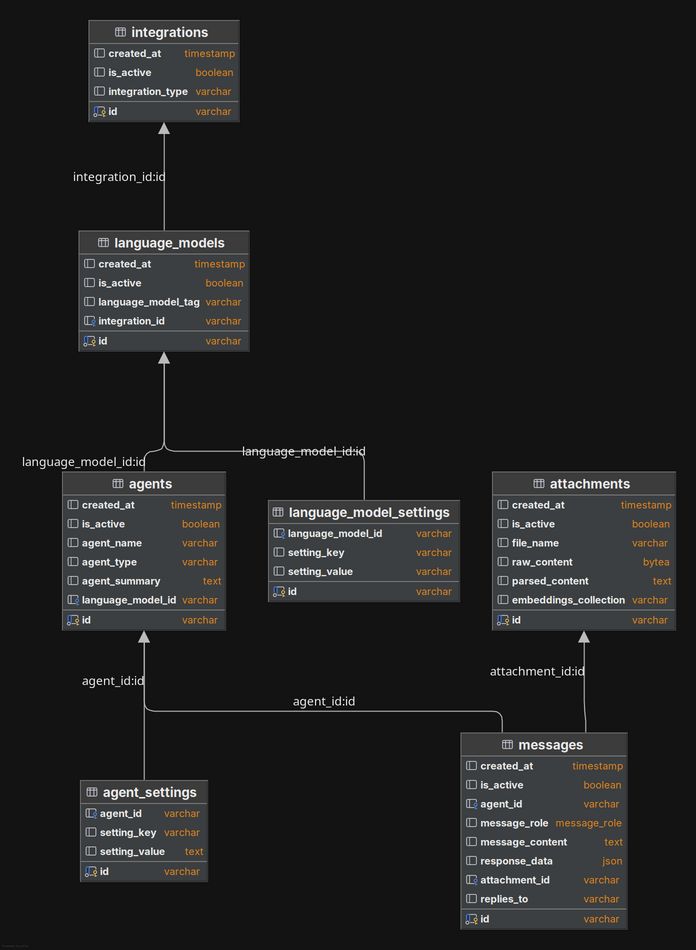 integrations
created_at timestamp
is_active boolean
integration_type varchar
id varchar
integration_id:id
language_models
created_at timestamp
is_active boolean
language_model_tag varchar
integration_id varchar
id varchar
language_model_id:id
language_model_id:id
agents
created_at timestamp
is_active boolean
agent_name varchar
agent_type varchar
agent_summary text
language_model_id varchar
id varchar
language_model_settings
language_model_id varchar
setting_key varchar
setting_value varchar
id varchar
attachments
created_at timestamp
is_active boolean
file_name varchar
raw_content bytea
parsed_content text
embeddings_collection varchar
id varchar
agent_id:id
agent_id:id
attachment_id:id
agent_settings
agent_id varchar
setting_key varchar
setting_value text
id varchar
messages
created_at timestamp
is_active boolean
agent_id varchar
message_role message_role
message_content text
response_data json
attachment_id varchar
replies_to varchar
id varchar